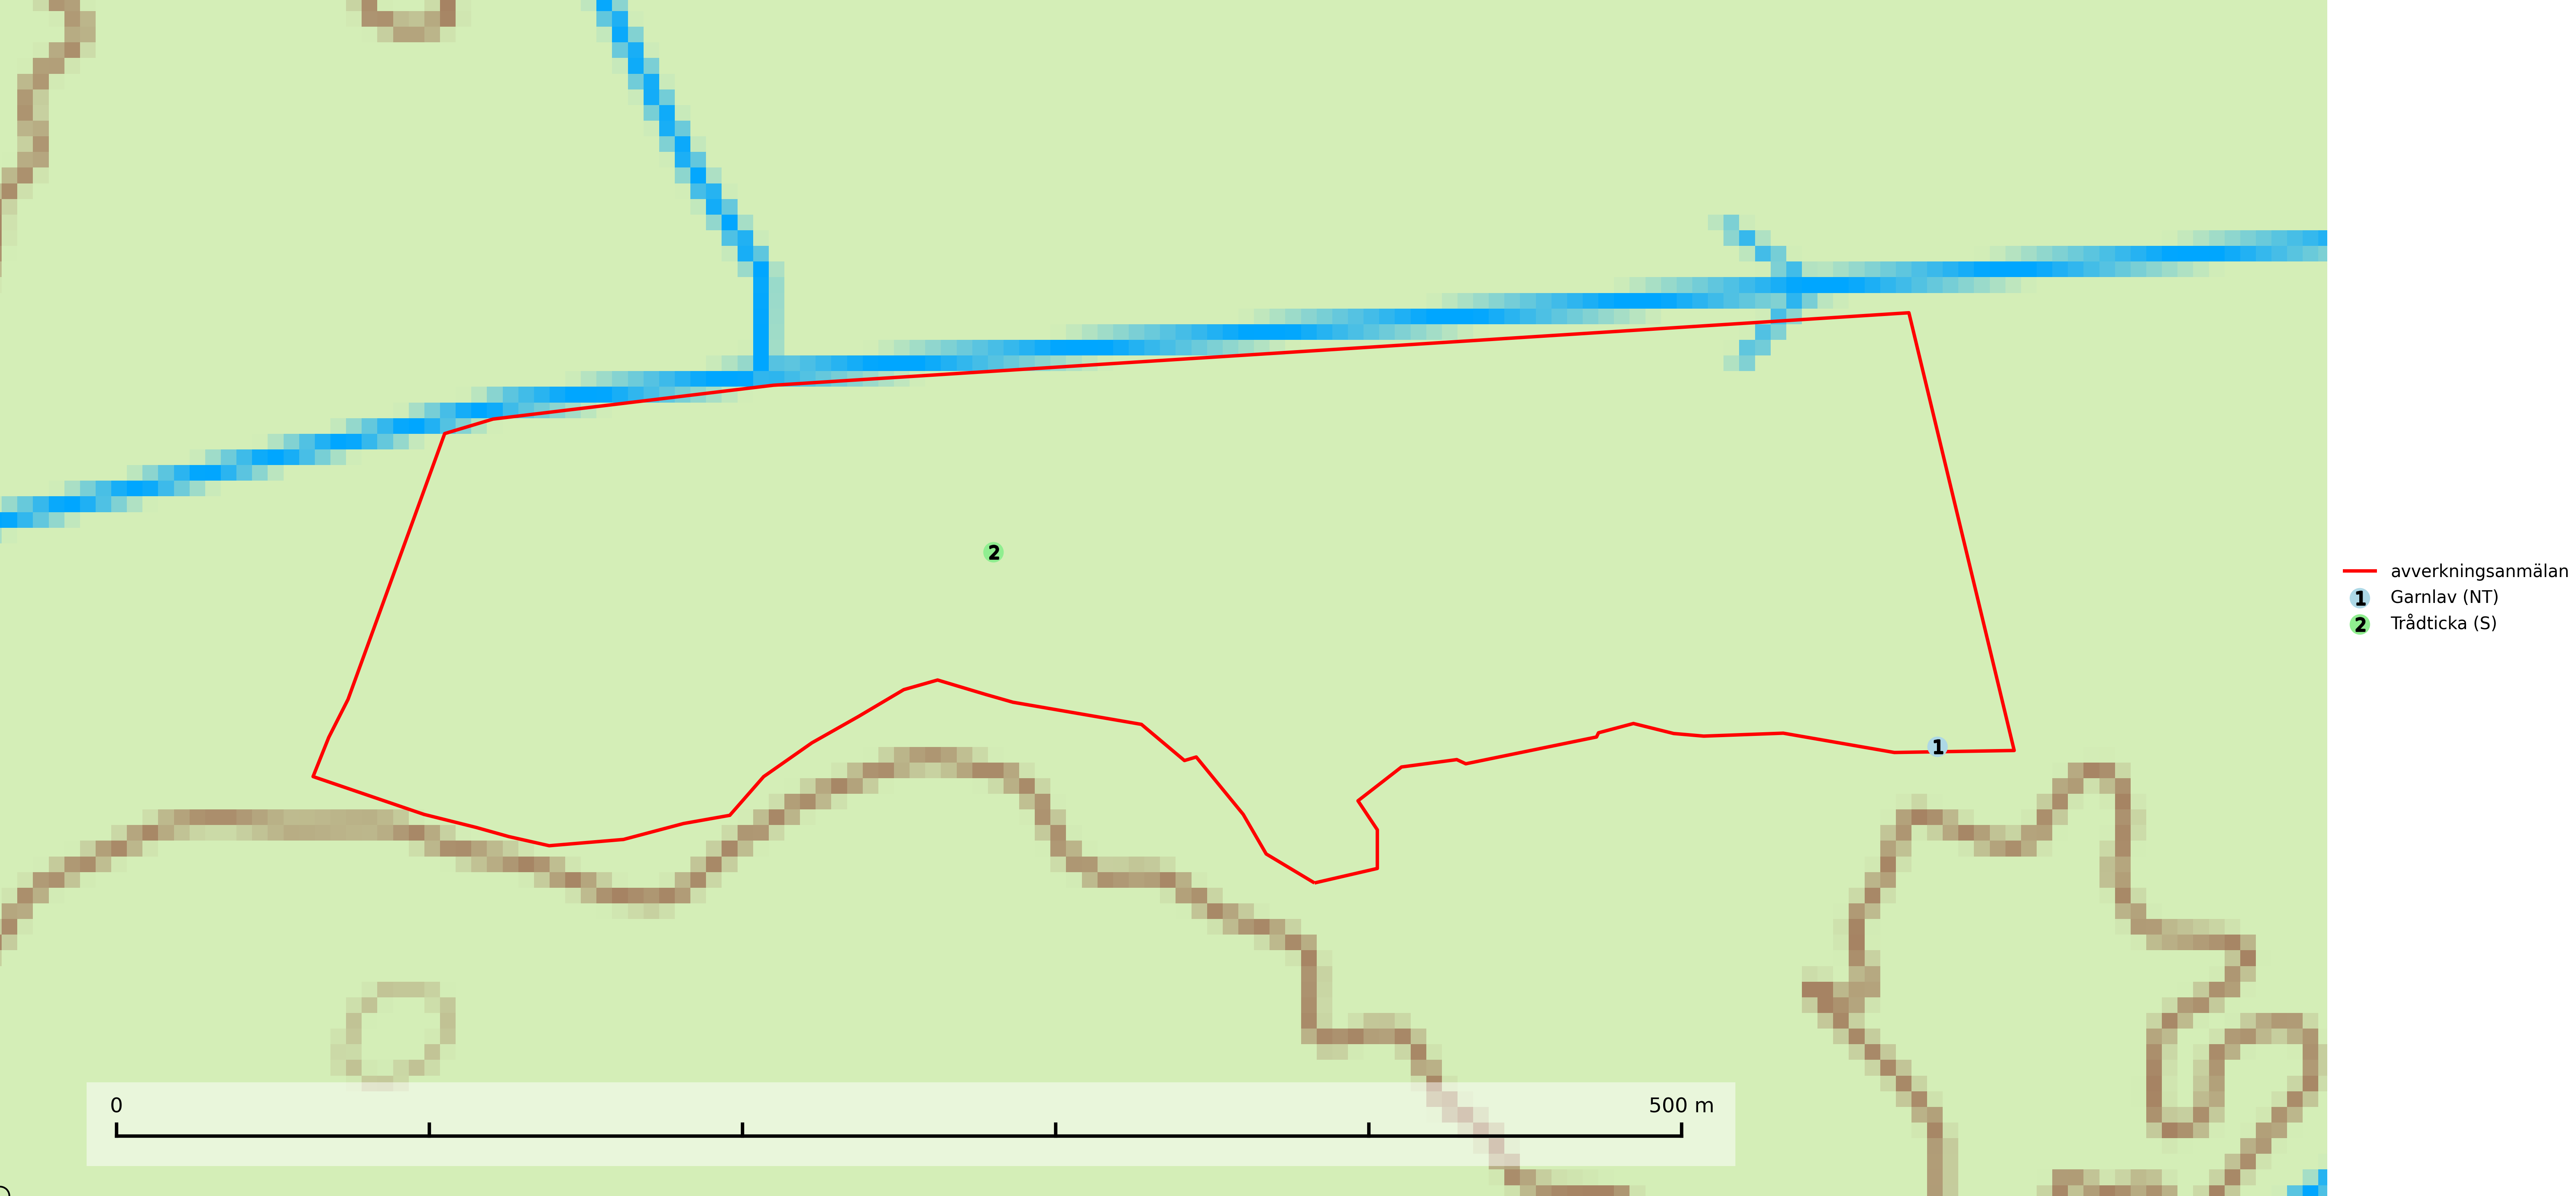 2
1
avverkningsanmälan
1 Garnlav (NT)
2 Trådticka (S)
0 500 m